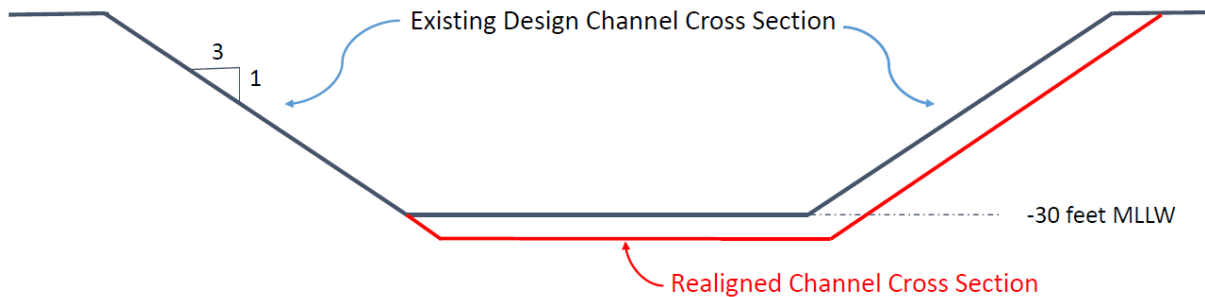 Existing Design Channel Cross Section
3
1
-30 feet MLLW
Realigned Channel Cross Section